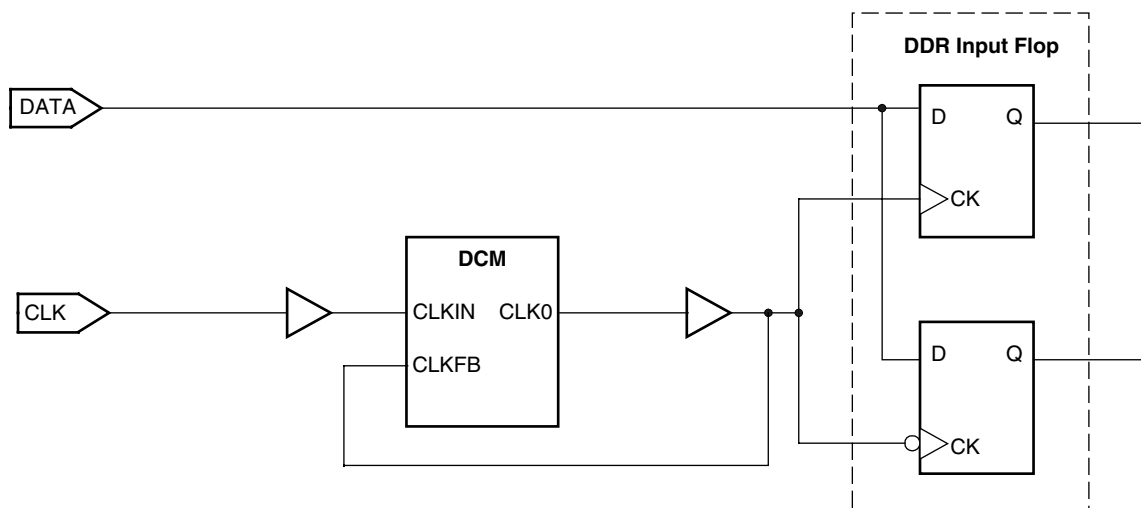 DDR Input Flop
DATA
D Q
CK
DCM
CLK
CLKIN CLK0
CLKFB
D Q
CK